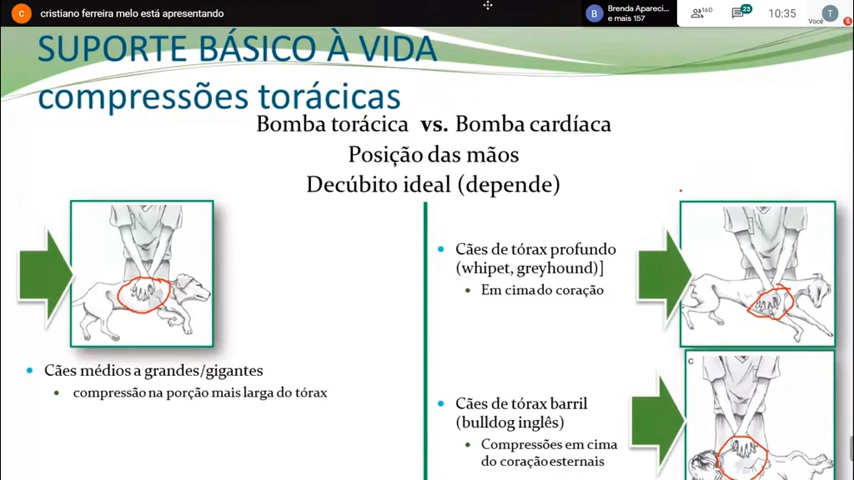 C
cristiano ferreira melo está apresentando
B
Brenda Apareci...
e mais 157
160
23
10:35
Você
T
SUPORTE BÁSICO À VIDA
compressões torácicas
Bomba torácica vs. Bomba cardíaca
Posição das mãos
Decúbito ideal (depende)
Cães médios a grandes/gigantes
compressão na porção mais larga do tórax
Cães de tórax profundo
(whipet, greyhound)]
Em cima do coração
C
Cães de tórax barril
(bulldog inglês)
Compressões em cima
do coração esternais